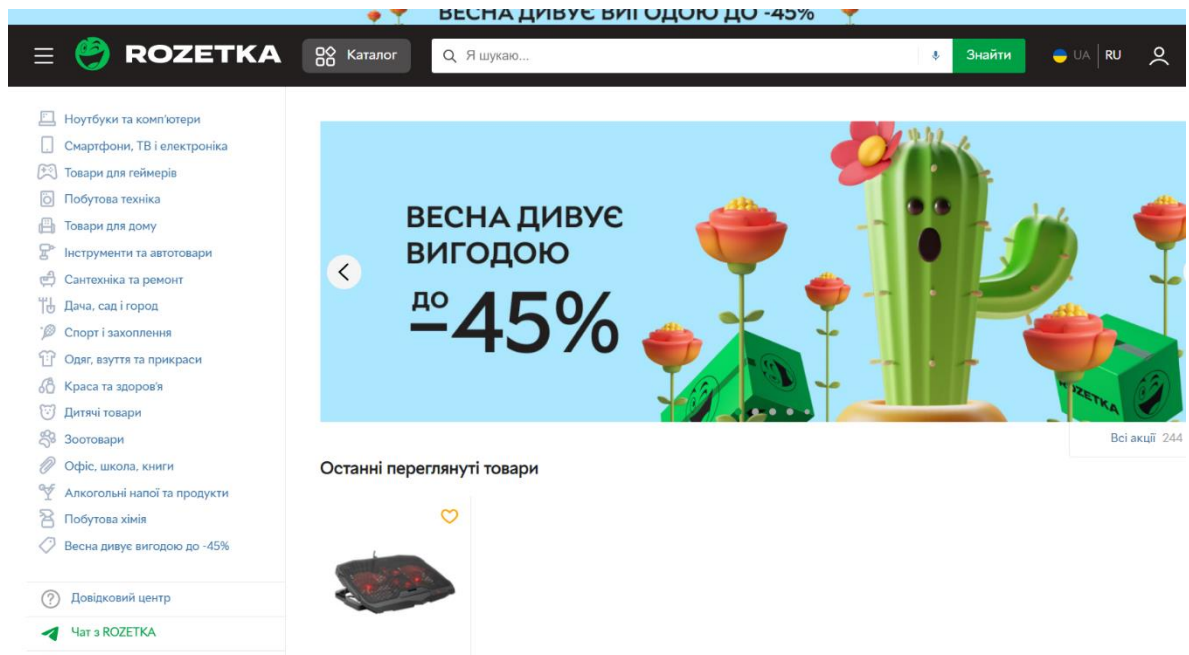 ВЕСНА ДИВУЄ ВИГОДОЮ ДО -45%
ROZETKA
Каталог
Я шукаю...
Знайти
UA
RU
Ноутбуки та комп'ютери
Смартфони, ТВ і електроніка
Товари для геймерів
Побутова техніка
Товари для дому
Інструменти та автотовари
Сантехніка та ремонт
Дача, сад і город
Спорт і захоплення
Одяг, взуття та прикраси
Краса та здоров'я
Дитячі товари
Зоотовари
Офіс, школа, книги
Алкогольні напої та продукти
Побутова хімія
Весна дивує вигодою до -45%
Довідковий центр
Чат з ROZETKA
ВЕСНА ДИВУЄ
ВИГОДОЮ
ДО
–45%
ROZETKA
Всі акції 244
Останні переглянуті товари